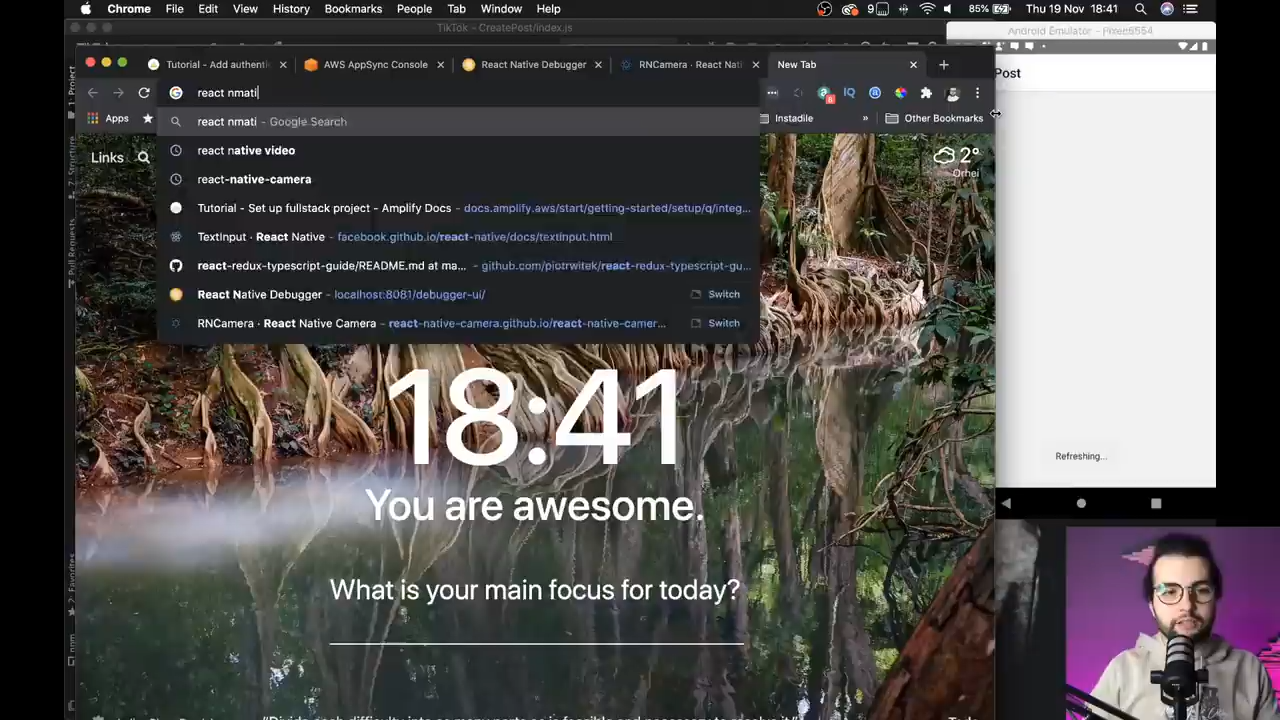 Chrome File Edit View History Bookmarks People Tab Window Help 85% Thu 19 Nov 18:41
TikTok – CreatePost/index.js
Tutorial - Add authenti AWS AppSync Console React Native Debugger RNCamera · React Nati New Tab
react nmati
Apps Instadile » Other Bookmarks
react nmati - Google Search
react native video
react-native-camera
Tutorial - Set up fullstack project - Amplify Docs - docs.amplify.aws/start/getting-started/setup/q/integ...
TextInput · React Native - facebook.github.io/react-native/docs/textinput.html
react-redux-typescript-guide/README.md at ma... - github.com/piotrwitek/react-redux-typescript-gu...
React Native Debugger - localhost:8081/debugger-ui/ Switch
RNCamera · React Native Camera - react-native-camera.github.io/react-native-camer... Switch
Links
2°
Orhei
18:41
You are awesome.
What is your main focus for today?
Todo
Post
Refreshing...